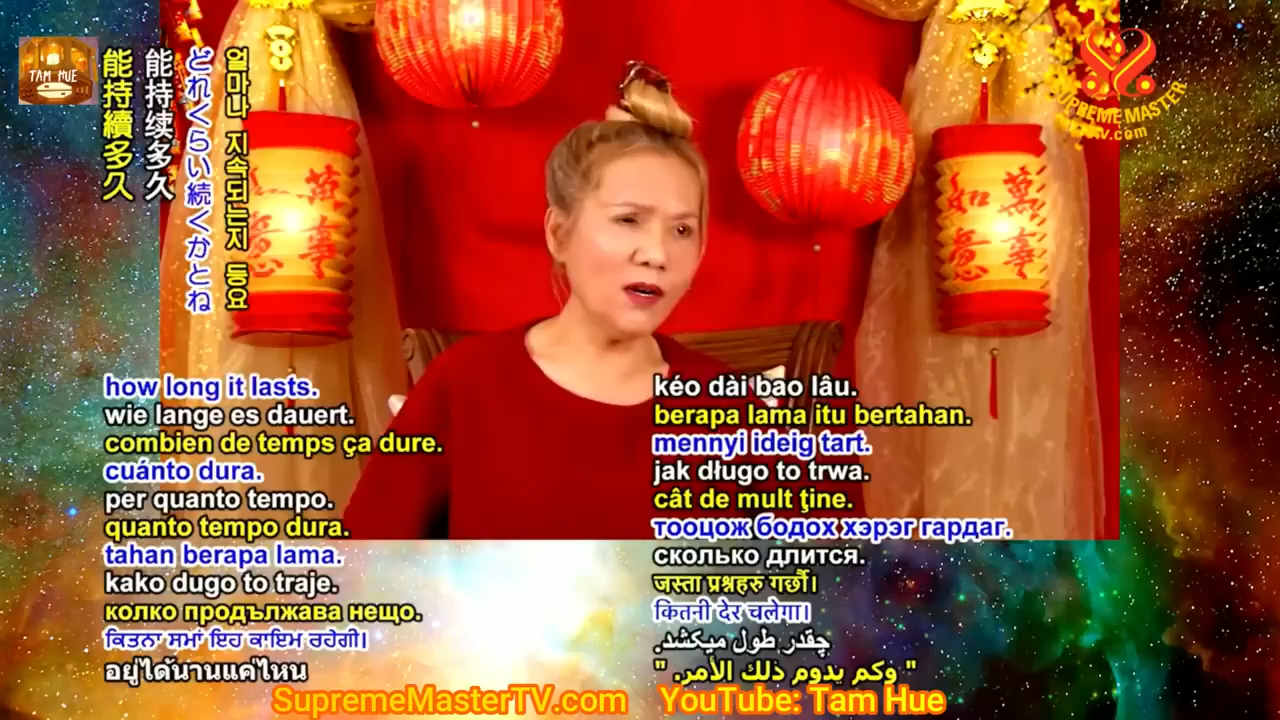 TAM HUE
能持續多久
能持续多久
どれくらい続くかとね
얼마나 지속되는지 등요
萬事
如意
萬事
如意
SUPREME MASTER
TV.com
how long it lasts.
wie lange es dauert.
combien de temps ça dure.
cuánto dura.
per quanto tempo.
quanto tempo dura.
tahan berapa lama.
kako dugo to traje.
колко продължава нещо.
ਕਿਤਨਾ ਸਮਾਂ ਇਹ ਕਾਇਮ ਰਹੇਗੀ।
อยู่ได้นานแค่ไหน
kéo dài bao lâu.
berapa lama itu bertahan.
mennyi ideig tart.
jak długo to trwa.
cât de mult ţine.
тооцож бодох хэрэг гардаг.
сколько длится.
जस्ता प्रश्नहरु गर्छौ।
कितनी देर चलेगा।
چقدر طول میکشد.
" وكم يدوم ذلك الأمر. "
SupremeMasterTV.com YouTube: Tam Hue